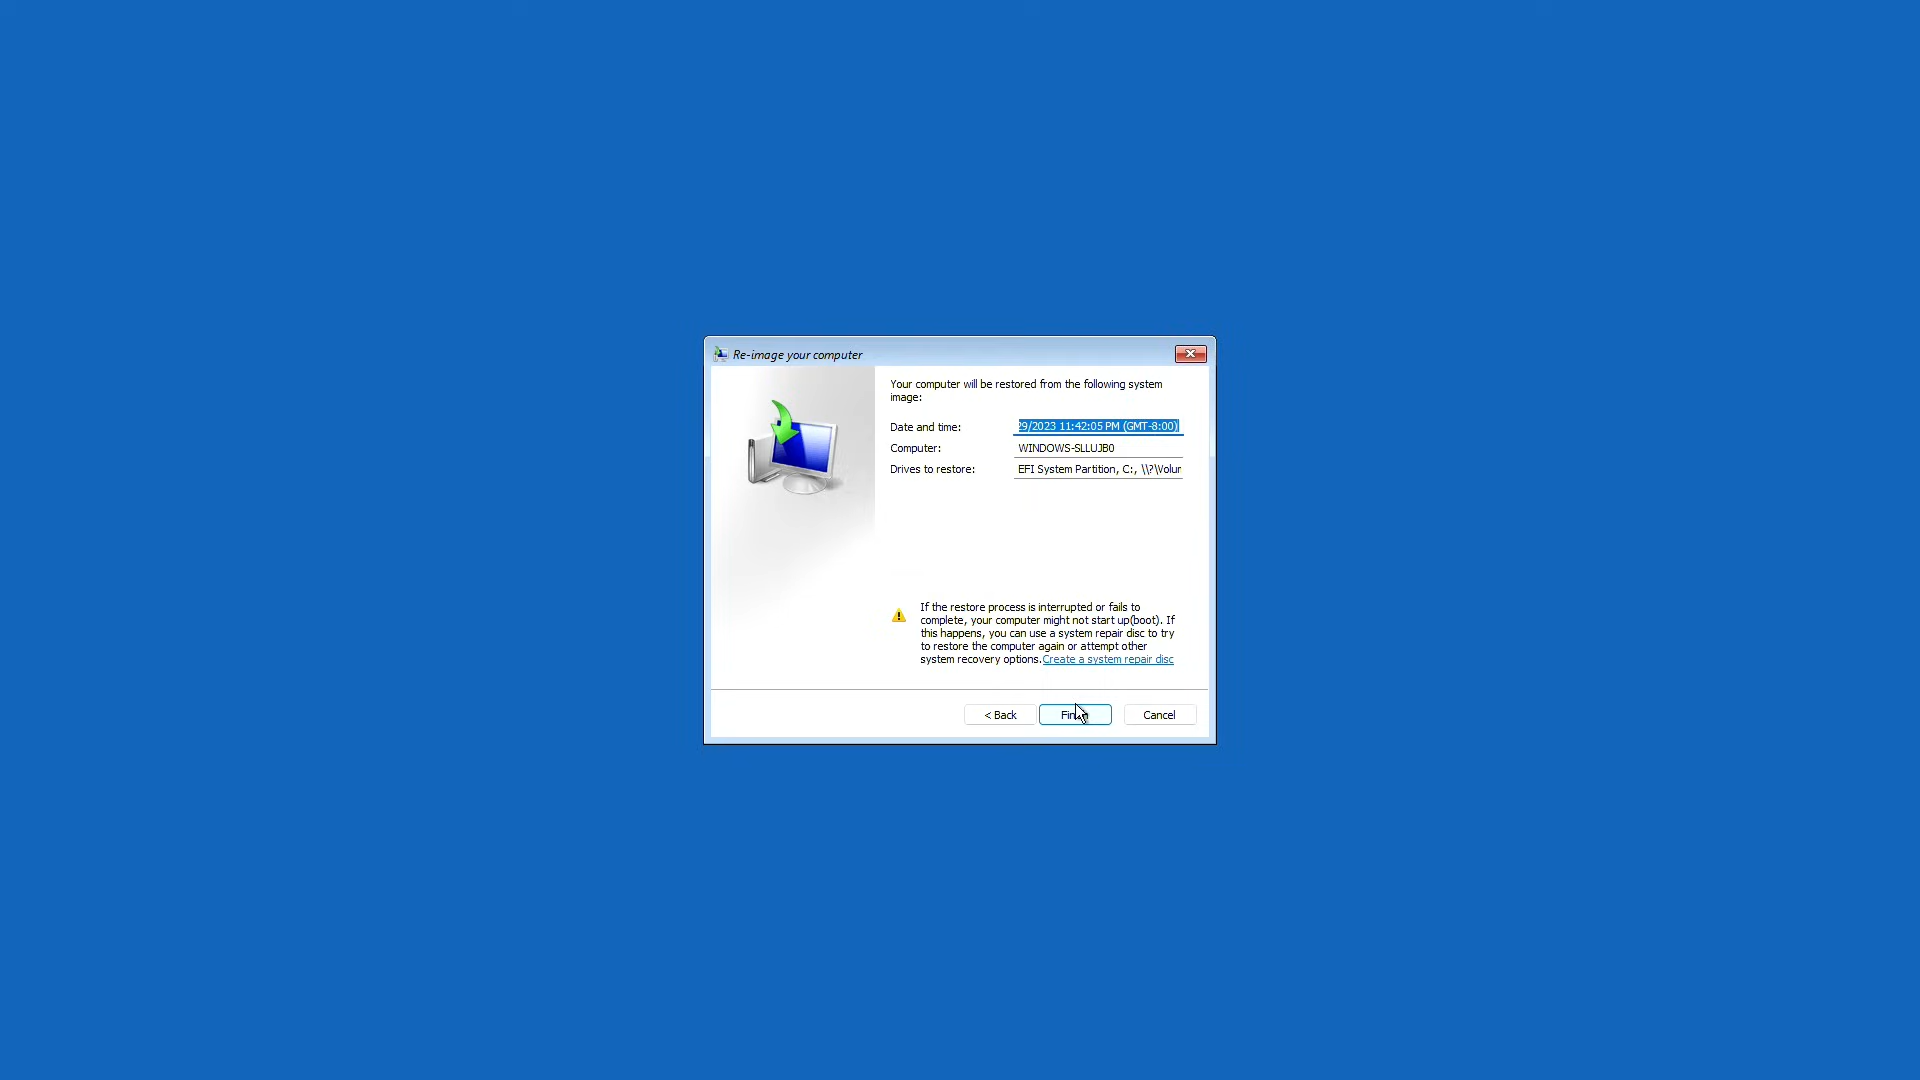 Re-image your computer
Your computer will be restored from the following system
image:
Date and time: 29/2023 11:42:05 PM (GMT-8:00)
Computer: WINDOWS-SLLUJB0
Drives to restore: EFI System Partition, C:, \\?\Volur
If the restore process is interrupted or fails to
complete, your computer might not start up(boot). If
this happens, you can use a system repair disc to try
to restore the computer again or attempt other
system recovery options.Create a system repair disc
< Back
Cancel